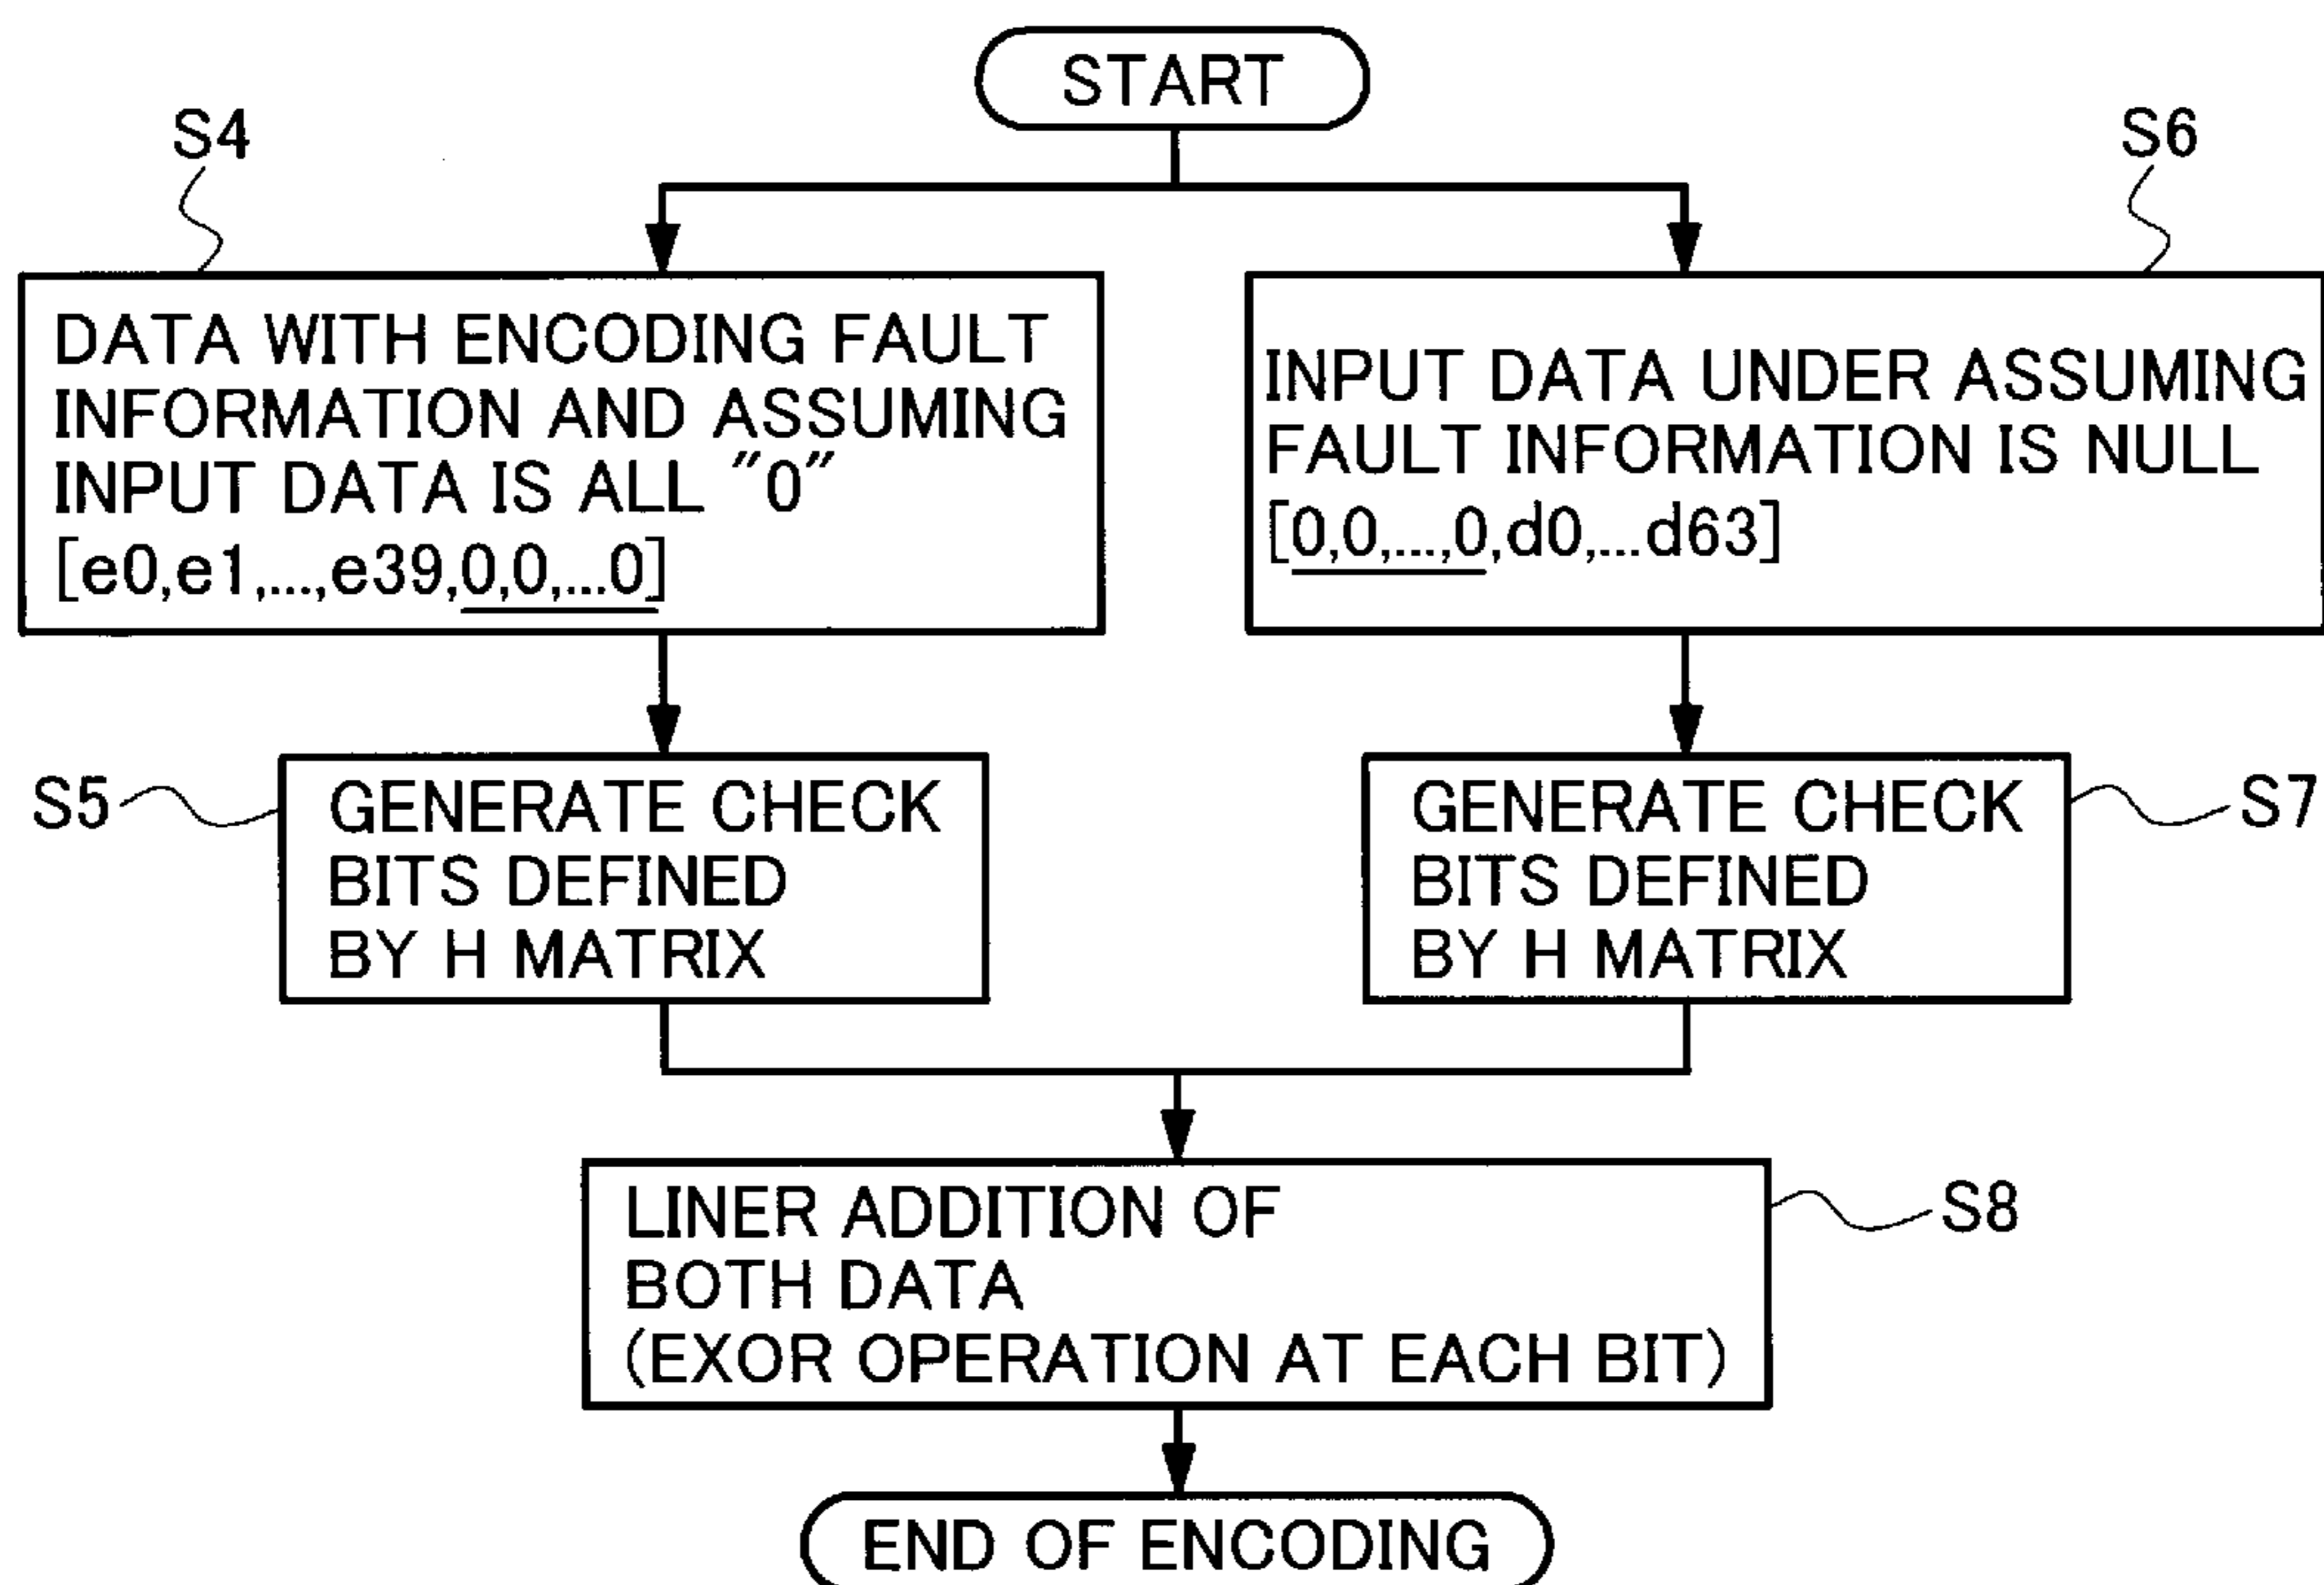 START
S4
S6
DATA WITH ENCODING FAULT
INFORMATION AND ASSUMING
INPUT DATA IS ALL "0"
[e0,e1,...,e39,0,0,...0]
INPUT DATA UNDER ASSUMING
FAULT INFORMATION IS NULL
[0,0,...,0,d0,...d63]
S5
GENERATE CHECK
BITS DEFINED
BY H MATRIX
GENERATE CHECK
BITS DEFINED
BY H MATRIX
S7
LINER ADDITION OF
BOTH DATA
(EXOR OPERATION AT EACH BIT)
S8
END OF ENCODING